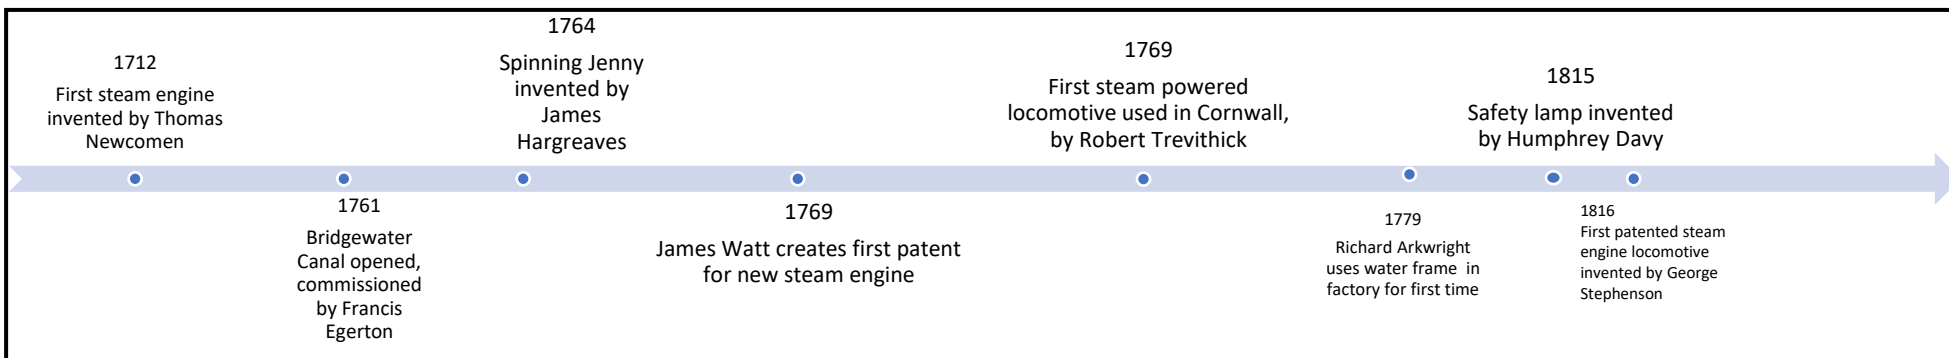 1712
First steam engine
invented by Thomas
Newcomen
1761
Bridgewater
Canal opened,
commissioned
by Francis
Egerton
1764
Spinning Jenny
invented by
James
Hargreaves
1769
James Watt creates first patent
for new steam engine
1769
First steam powered
locomotive used in Cornwall,
by Robert Trevithick
1779
Richard Arkwright
uses water frame in
factory for first time
1815
Safety lamp invented
by Humphrey Davy
1816
First patented steam
engine locomotive
invented by George
Stephenson